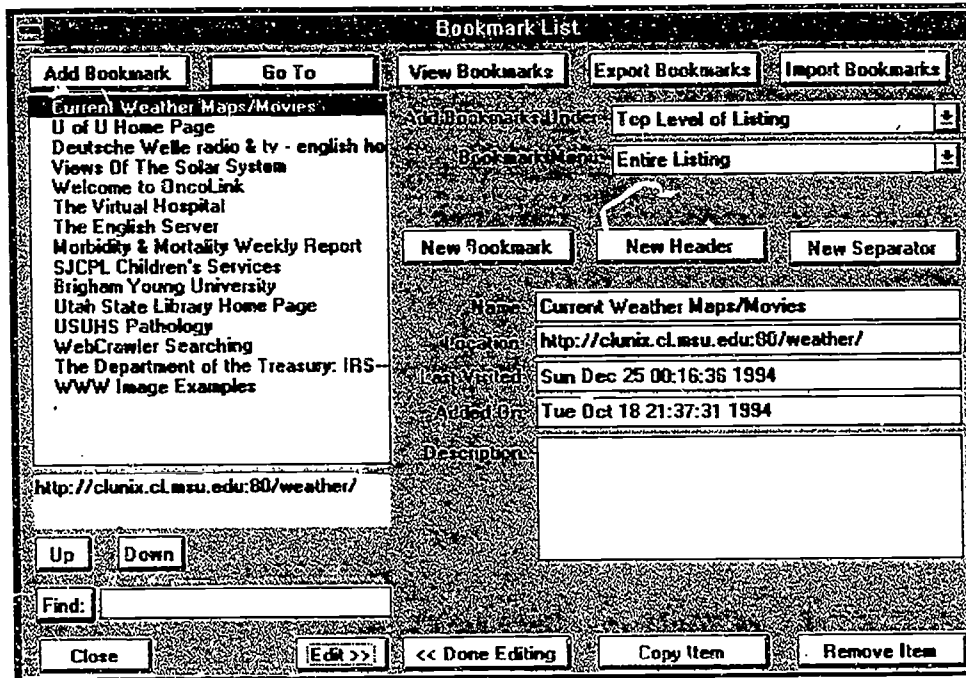 Bookmark List
Add Bookmark
Go To
View Bookmarks
Export Bookmarks
Import Bookmarks
Current Weather Maps/Movies
U of U Home Page
Deutsche Welle radio & tv - english ho
Views Of The Solar System
Welcome to OncoLink
The Virtual Hospital
The English Server
Morbidity & Mortality Weekly Report
SJCPL Children's Services
Brigham Young University
Utah State Library Home Page
USUHS Pathology
WebCrawler Searching
The Department of the Treasury: IRS--
WWW Image Examples
http://clunix.cl.msu.edu:80/weather/
Up
Down
Find:
Close
Edit >>
Add Bookmarks Under: Top Level of Listing
Bookmark Menu: Entire Listing
New Bookmark
New Header
New Separator
Name: Current Weather Maps/Movies
Location: http://clunix.cl.msu.edu:80/weather/
Last Visited: Sun Dec 25 00:16:36 1994
Added On: Tue Oct 18 21:37:31 1994
Description:
<< Done Editing
Copy Item
Remove Item